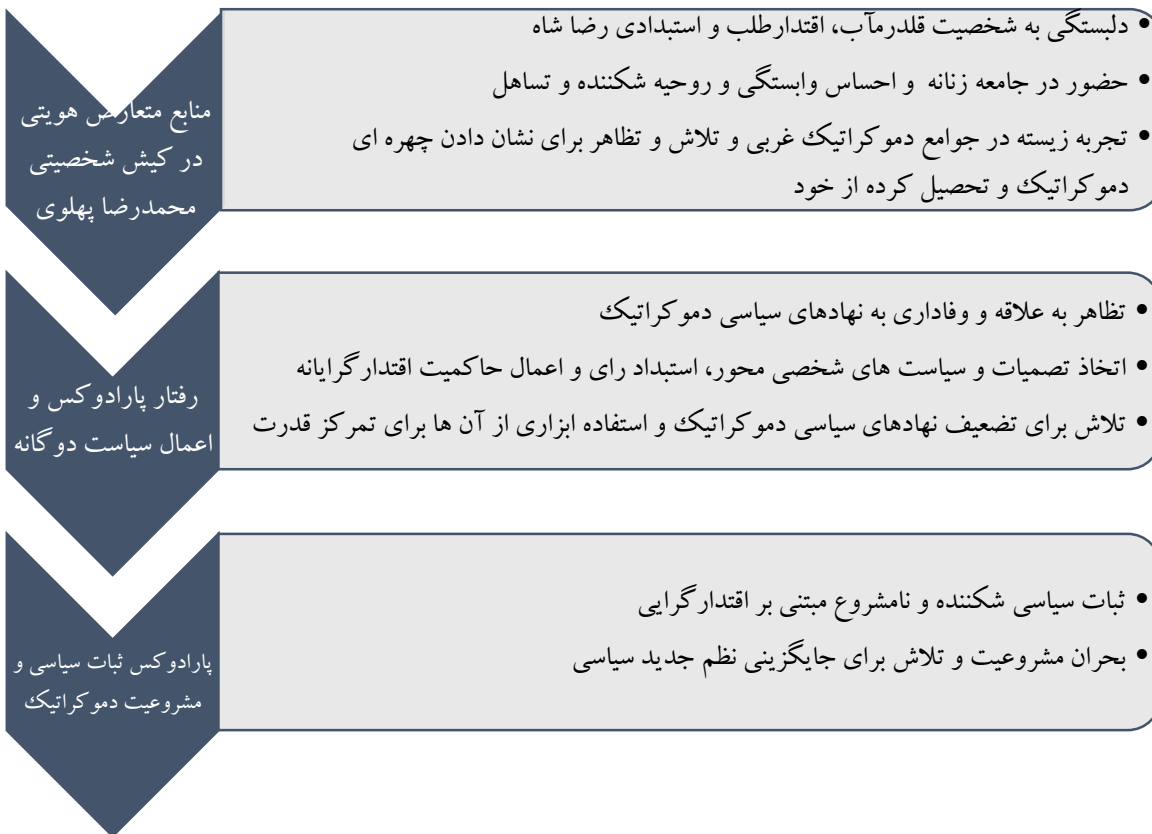 منابع متعارض هویتی
در کیش شخصیتی
محمدرضا پهلوی
• دلبستگی به شخصیت قلدرمآب، اقتدارطلب و استبدادی رضا شاه
• حضور در جامعه زنانه و احساس وابستگی و روحیه شکننده و تساهل
• تجربه زیسته در جوامع دموکراتیک غربی و تلاش و تظاهر برای نشان دادن چهره ای
دموکراتیک و تحصیل کرده از خود
رفتار پارادوکس و
اعمال سیاست دوگانه
• تظاهر به علاقه و وفاداری به نهادهای سیاسی دموکراتیک
• اتخاذ تصمیات و سیاست های شخصی محور، استبداد رای و اعمال حاکمیت اقتدارگرایانه
• تلاش برای تضعیف نهادهای سیاسی دموکراتیک و استفاده ابزاری از آن ها برای تمرکز قدرت
پارادوکس ثبات سیاسی و
مشروعیت دموکراتیک
• ثبات سیاسی شکننده و نامشروع مبتنی بر اقتدارگرایی
• بحران مشروعیت و تلاش برای جایگزینی نظم جدید سیاسی